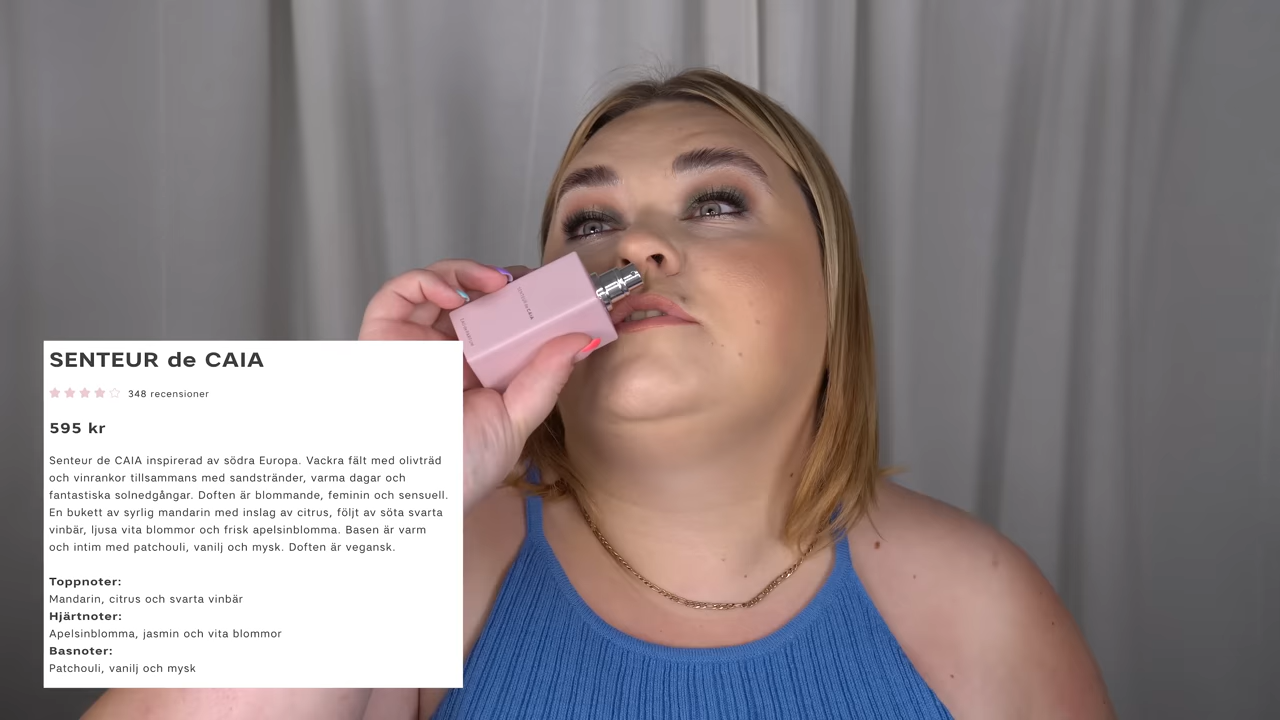 SENTEUR de CAIA
348 recensioner
595 kr
Senteur de CAIA inspirerad av södra Europa. Vackra fält med olivträd
och vinrankor tillsammans med sandstränder, varma dagar och
fantastiska solnedgångar. Doften är blommande, feminin och sensuell.
En bukett av syrlig mandarin med inslag av citrus, följt av söta svarta
vinbär, ljusa vita blommor och frisk apelsinblomma. Basen är varm
och intim med patchouli, vanilj och mysk. Doften är vegansk.
Toppnoter:
Mandarin, citrus och svarta vinbär
Hjärtnoter:
Apelsinblomma, jasmin och vita blommor
Basnoter:
Patchouli, vanilj och mysk
CAIA